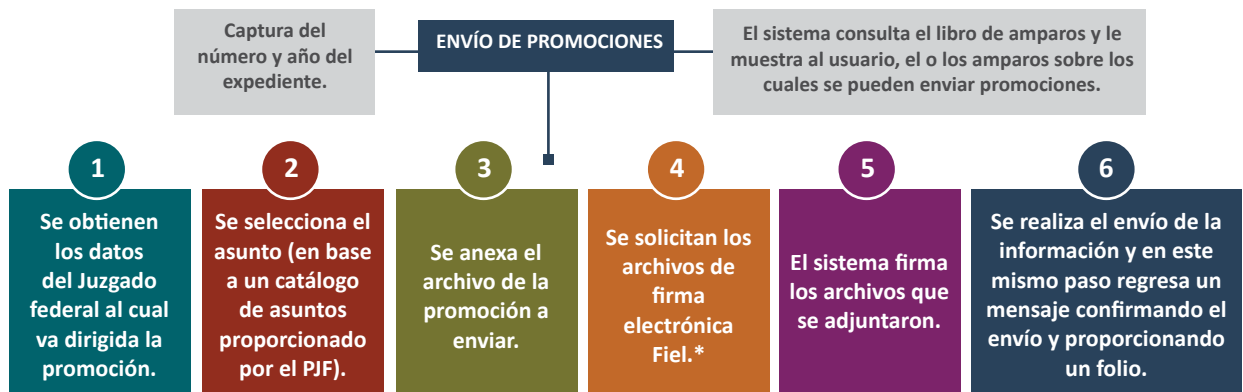 Captura del
número y año del
expediente.
ENVÍO DE PROMOCIONES
El sistema consulta el libro de amparos y le
muestra al usuario, el o los amparos sobre los
cuales se pueden enviar promociones.
1
Se obtienen
los datos
del Juzgado
federal al cual
va dirigida la
promoción.
2
Se selecciona el
asunto (en base
a un catálogo
de asuntos
proporcionado
por el PJF).
3
Se anexa el
archivo de la
promoción a
enviar.
4
Se solicitan los
archivos de
firma
electrónica
Fiel.*
5
El sistema firma
los archivos que
se adjuntaron.
6
Se realiza el envío de la
información y en este
mismo paso regresa un
mensaje confirmando el
envío y proporcionando
un folio.